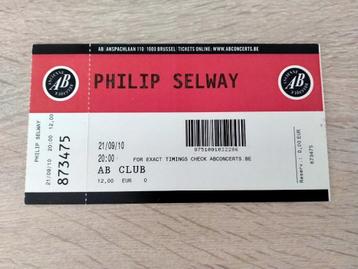 AB ANSPACHLAAN 110 1000 BRUSSEL | TICKETS ONLINE: WWW.ABCONCERTS.BE
AB
PHILIP SELWAY
AB
PHILIP SELWAY
21/09/10 20:00 12,00
873475
21/09/10
20:00
AB CLUB
12,00 EUR 0
FOR EXACT TIMINGS CHECK ABCONCERTS.BE
Reserv.: 0,00 EUR
873475